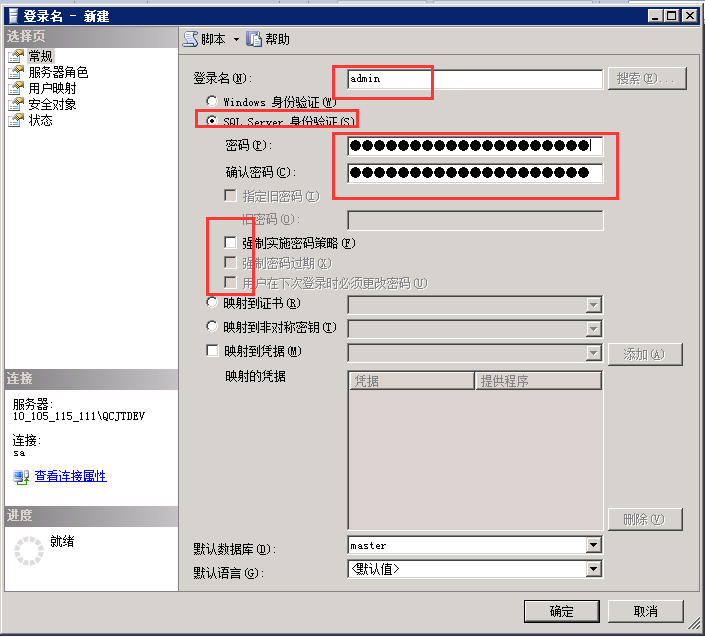 登录名 - 新建
选择页
常规
服务器角色
用户映射
安全对象
状态
脚本
帮助
登录名(N):
admin
搜索(E)...
Windows 身份验证(W)
SQL Server 身份验证(S)
密码(P):
确认密码(C):
指定旧密码(I)
旧密码(O):
强制实施密码策略(F)
强制密码过期(X)
用户在下次登录时必须更改密码(U)
映射到证书(R)
映射到非对称密钥(T)
映射到凭据(M)
添加(A)
映射的凭据
凭据
提供程序
删除(V)
默认数据库(D):
master
默认语言(G):
<默认值>
连接
服务器:
10_105_115_111\QCJTDEV
连接:
sa
查看连接属性
进度
就绪
确定
取消